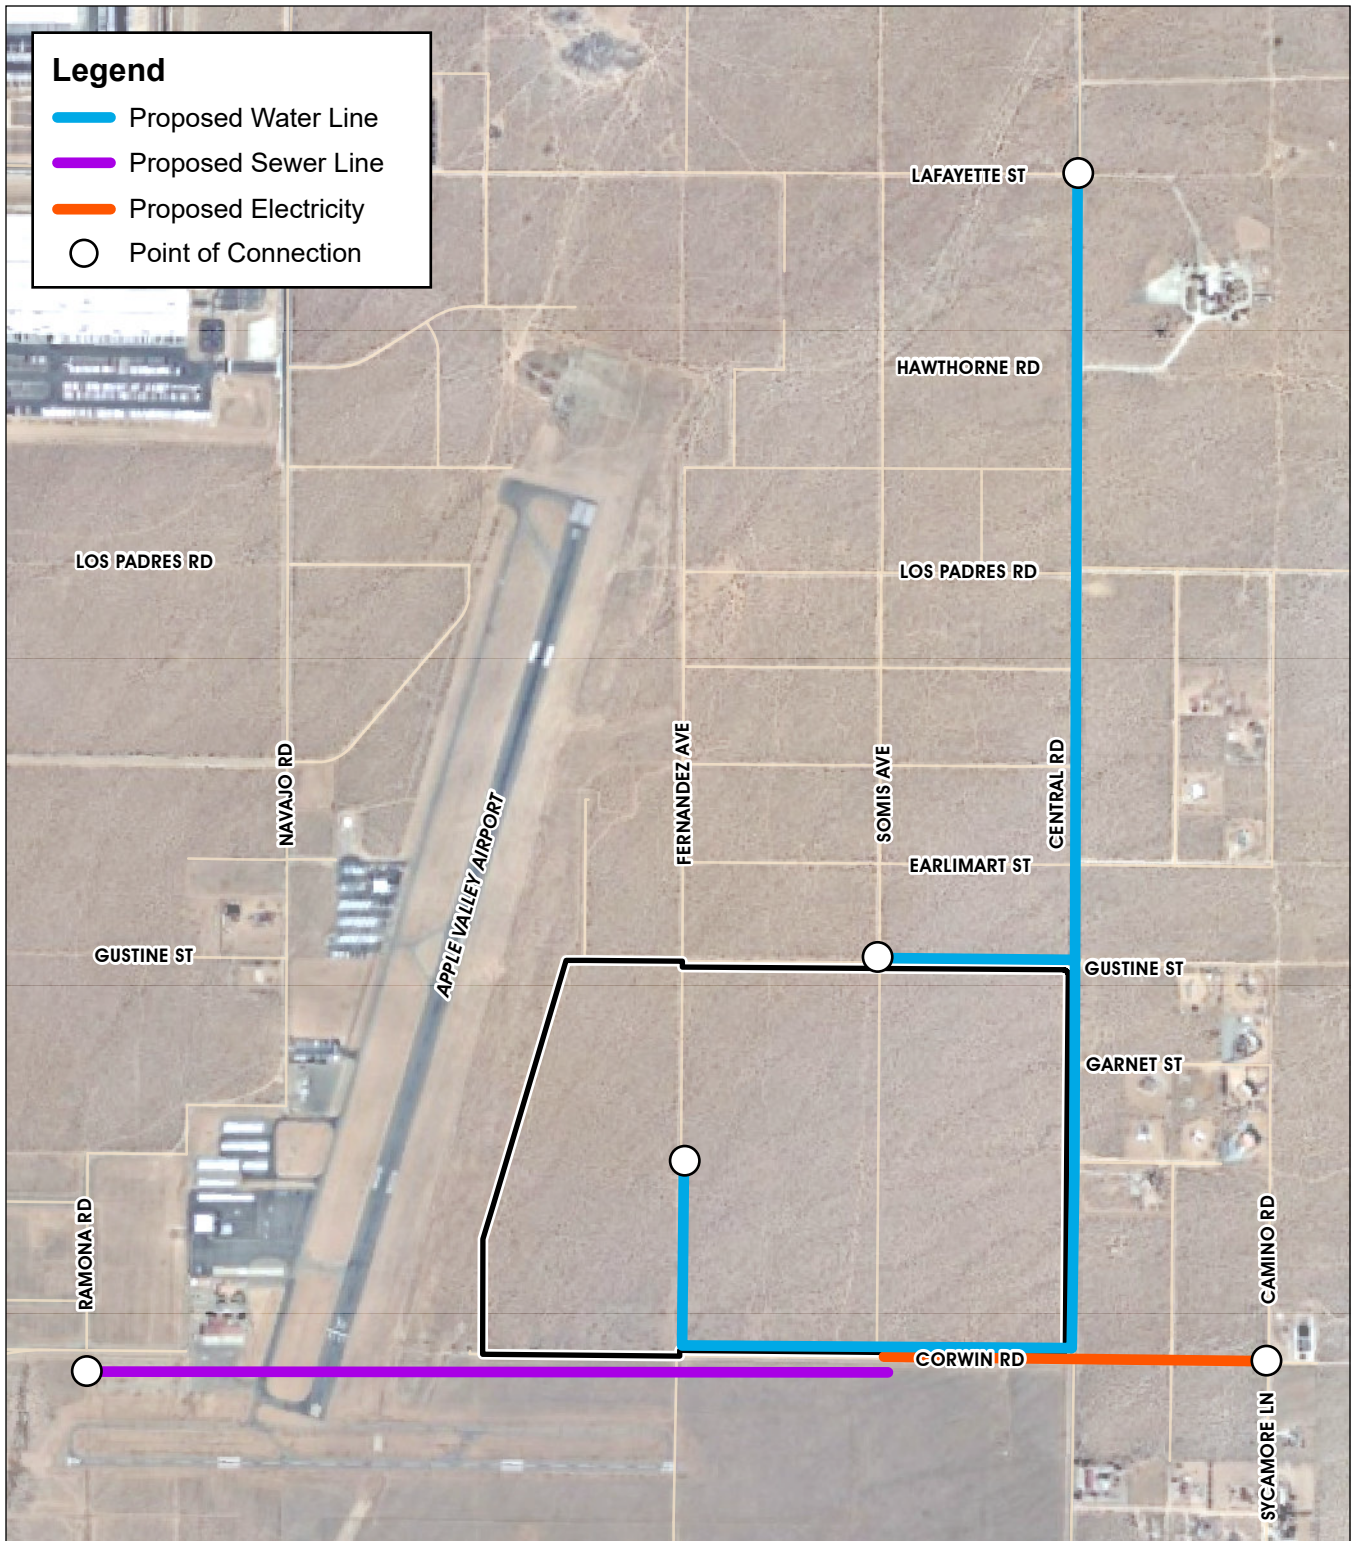 Legend
Proposed Water Line
Proposed Sewer Line
Proposed Electricity
Point of Connection
LAFAYETTE ST
HAWTHORNE RD
LOS PADRES RD
LOS PADRES RD
NAVAJO RD
APPLE VALLEY AIRPORT
FERNANDEZ AVE
SOMIS AVE
CENTRAL RD
EARLIMART ST
GUSTINE ST
GUSTINE ST
GARNET ST
RAMONA RD
CAMINO RD
CORWIN RD
SYCAMORE LN